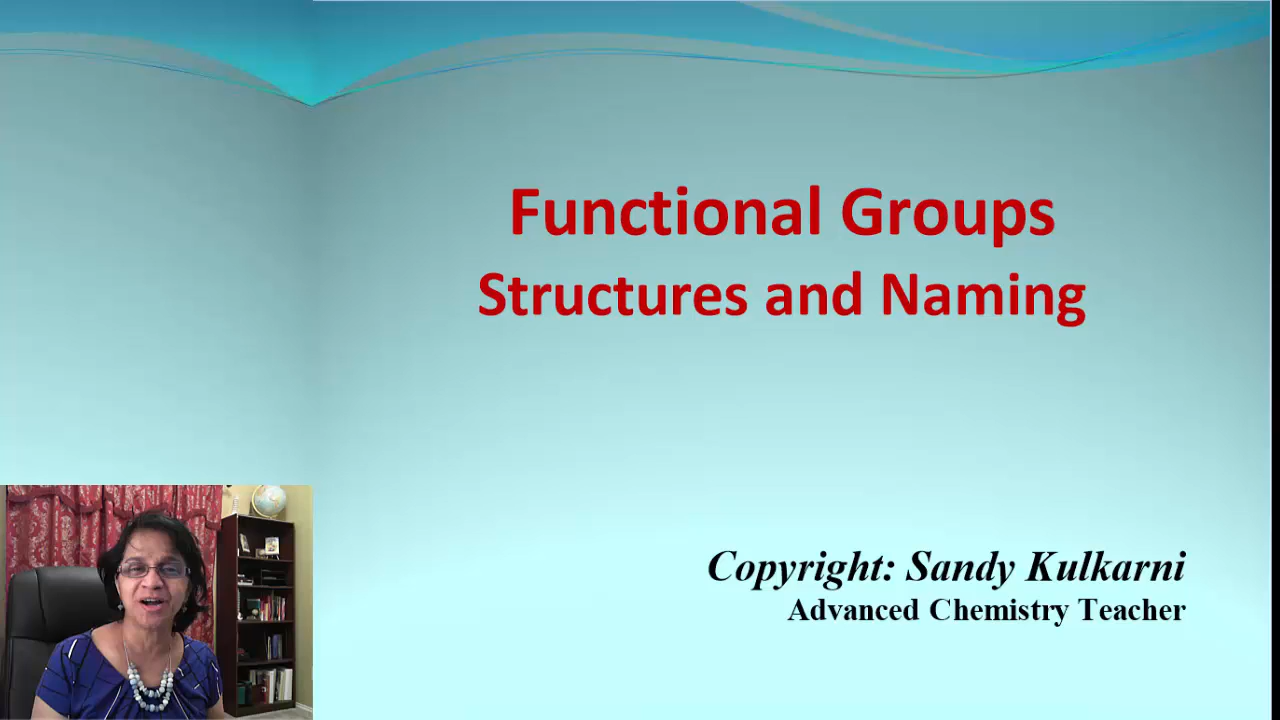 Functional Groups
Structures and Naming
Copyright: Sandy Kulkarni
Advanced Chemistry Teacher